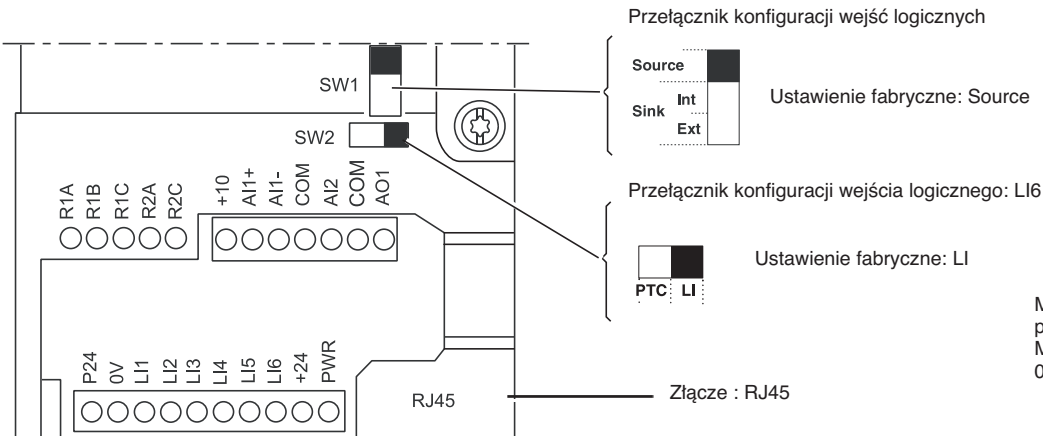 Przełącznik konfiguracji wejść logicznych
Source
Sink
Int
Ext
Ustawienie fabryczne: Source
SW1
SW2
Przełącznik konfiguracji wejścia logicznego: LI6
PTC LI
Ustawienie fabryczne: LI
R1A R1B R1C R2A R2C
+10 AI1+ AI1- COM AI2 COM AO1
P24 0V LI1 LI2 LI3 LI4 LI5 LI6 +24 PWR
RJ45
Złącze : RJ45
M
p
M
0